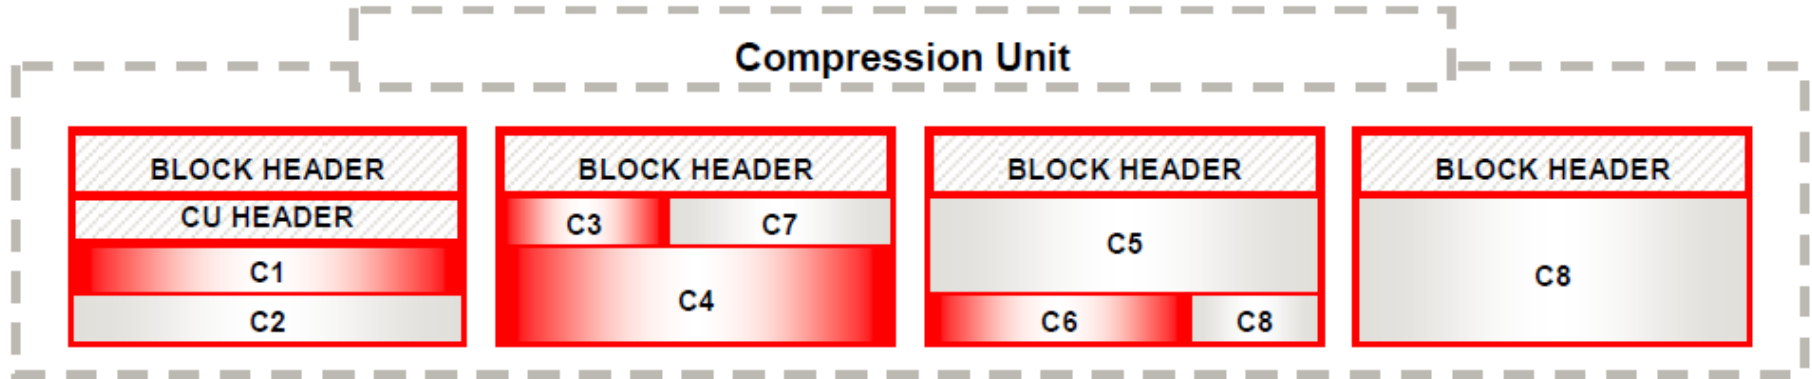 Compression Unit
BLOCK HEADER
CU HEADER
C1
C2
BLOCK HEADER
C3 C7
C4
BLOCK HEADER
C5
C6 C8
BLOCK HEADER
C8